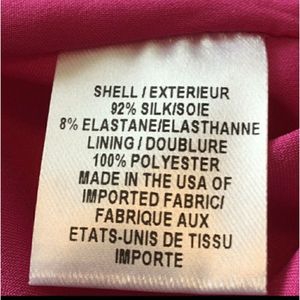 SHELL / EXTERIEUR
92% SILK/SOIE
8% ELASTANE/ELASTHANNE
LINING / DOUBLURE
100% POLYESTER
MADE IN THE USA OF
IMPORTED FABRIC/
FABRIQUE AUX
ETATS-UNIS DE TISSU
IMPORTE